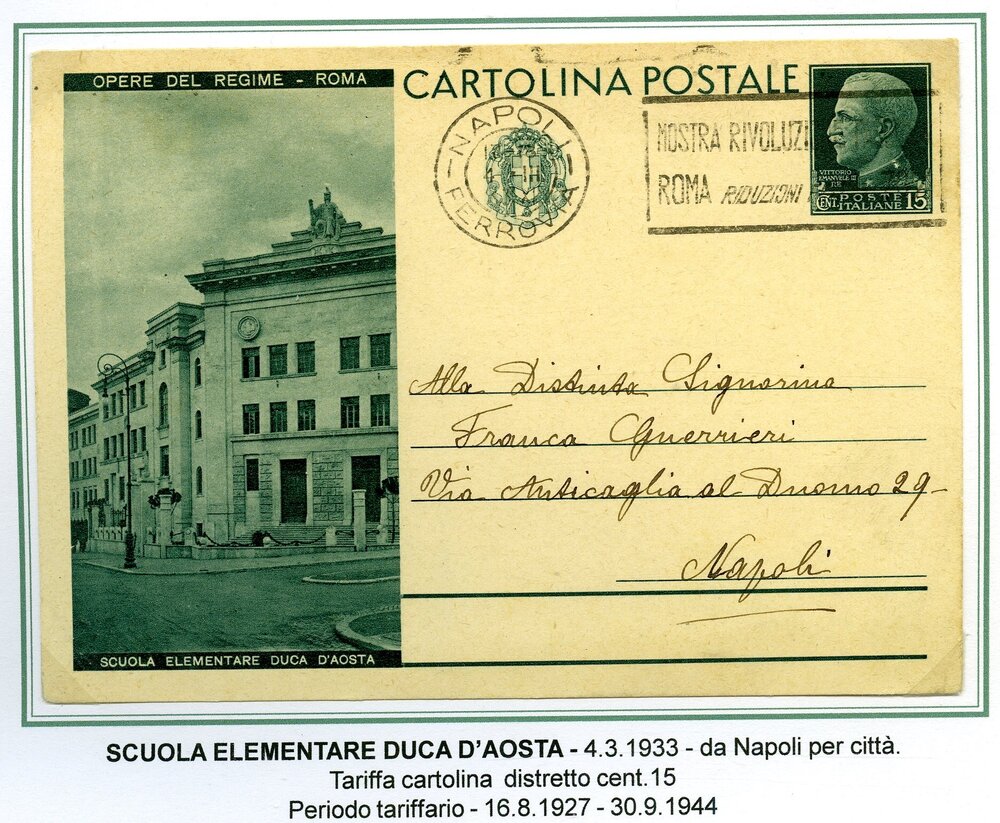 OPERE DEL REGIME - ROMA
CARTOLINA POSTALE
NAPOLI
FERROVIA
MOSTRA RIVOLUZI
ROMA RIDUZIONI
VITTORIO
EMANUELE III
RE
CENT. POSTE ITALIANE 15
Alla Distinta Signorina
Franca Guerrieri
Via Anticaglia al Duomo 29-
Napoli
SCUOLA ELEMENTARE DUCA D'AOSTA
SCUOLA ELEMENTARE DUCA D'AOSTA - 4.3.1933 - da Napoli per città.
Tariffa cartolina distretto cent.15
Periodo tariffario - 16.8.1927 - 30.9.1944